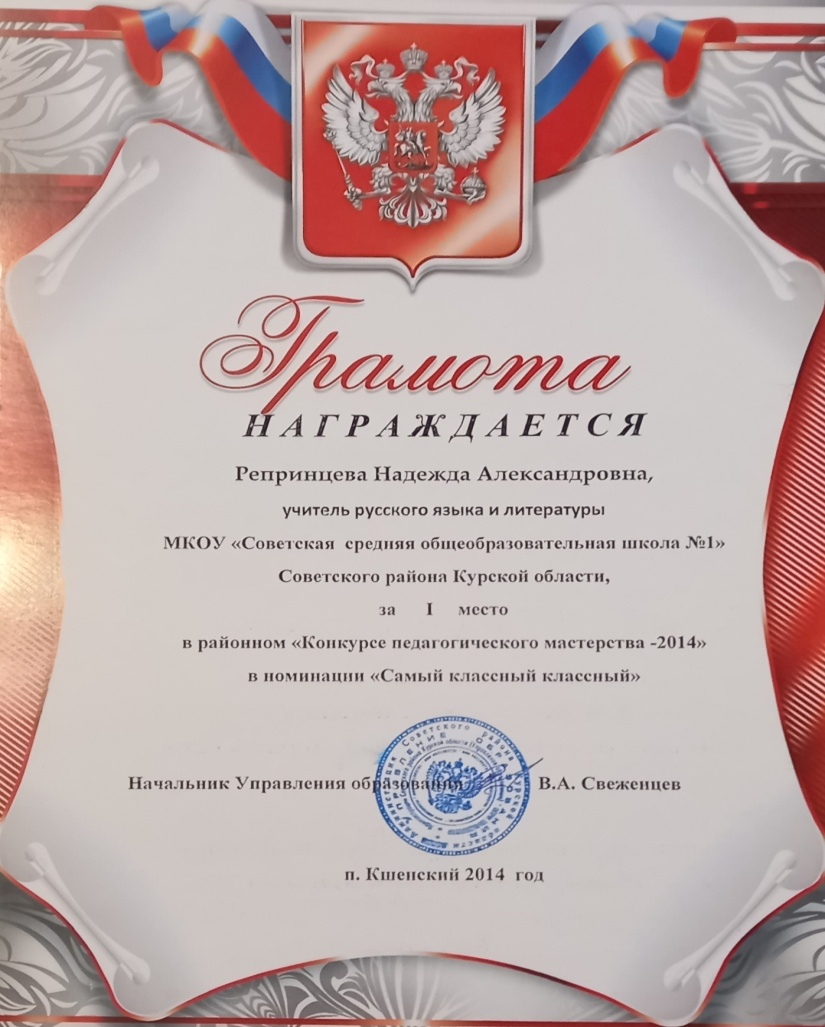 Грамота
НАГРАЖДАЕТСЯ
Репринцева Надежда Александровна,
учитель русского языка и литературы
МКОУ «Советская средняя общеобразовательная школа №1»
Советского района Курской области,
за I место
в районном «Конкурсе педагогического мастерства -2014»
в номинации «Самый классный классный»
Начальник Управления образования В.А. Свеженцев
п. Кшенский 2014 год